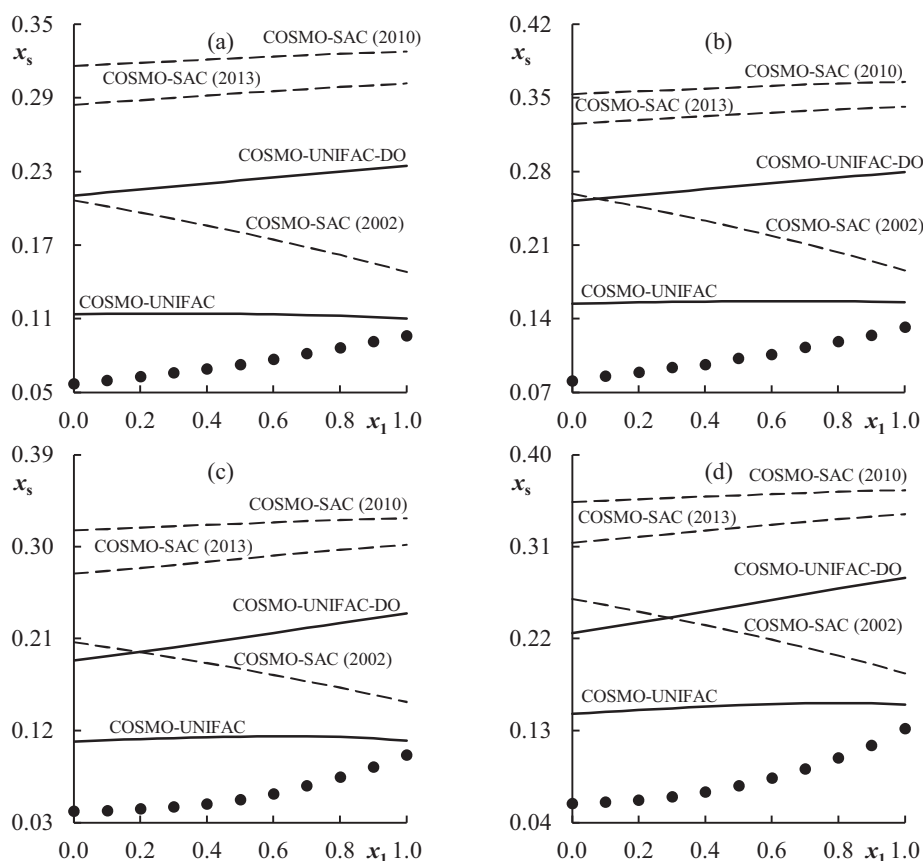 0.35
x_s
(a)
COSMO-SAC (2010)
COSMO-SAC (2013)
0.29
0.23
COSMO-UNIFAC-DO
COSMO-SAC (2002)
0.17
COSMO-UNIFAC
0.11
0.05
0.0 0.2 0.4 0.6 0.8 x_1 1.0
0.42
x_s
(b)
COSMO-SAC (2010)
0.35
COSMO-SAC (2013)
0.28
COSMO-UNIFAC-DO
COSMO-SAC (2002)
0.21
COSMO-UNIFAC
0.14
0.07
0.0 0.2 0.4 0.6 0.8 x_1 1.0
0.39
x_s
(c)
COSMO-SAC (2010)
0.30
COSMO-SAC (2013)
COSMO-UNIFAC-DO
0.21
COSMO-SAC (2002)
0.12
COSMO-UNIFAC
0.03
0.0 0.2 0.4 0.6 0.8 x_1 1.0
0.40
x_s
(d)
COSMO-SAC (2010)
COSMO-SAC (2013)
0.31
COSMO-UNIFAC-DO
0.22
COSMO-SAC (2002)
COSMO-UNIFAC
0.13
0.04
0.0 0.2 0.4 0.6 0.8 x_1 1.0